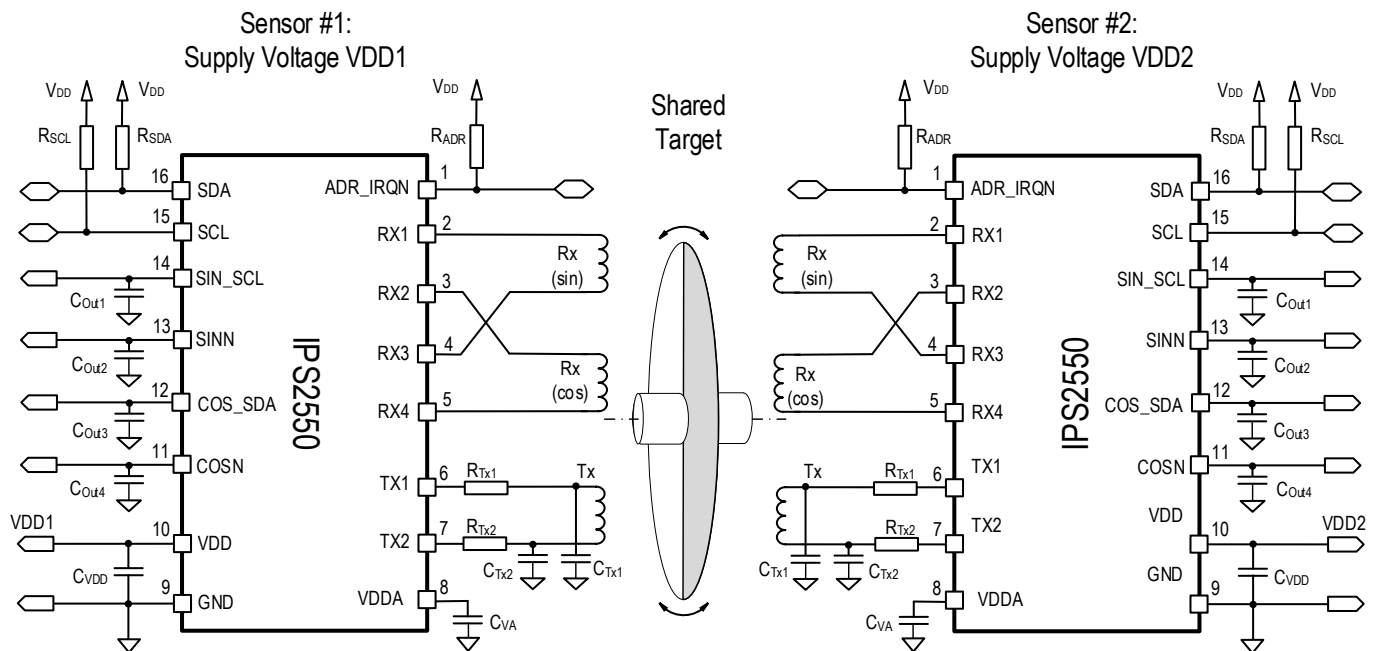 Sensor #1:
Supply Voltage VDD1
Sensor #2:
Supply Voltage VDD2
Shared
Target
VDD
VDD
VDD
RSCL
RSDA
RADR
16
SDA
15
SCL
14
SIN_SCL
COut1
13
SINN
COut2
12
COS_SDA
COut3
11
COSN
COut4
VDD1
10
VDD
CVDD
9
GND
IPS2550
ADR_IRQN
1
RX1
2
RX2
3
RX3
4
RX4
5
TX1
6
TX2
7
VDDA
8
Rx
(sin)
Rx
(cos)
RTx1
Tx
RTx2
CTx2
CTx1
CVA
VDD
VDD
VDD
RADR
RSDA
RSCL
1
ADR_IRQN
2
RX1
3
RX2
4
RX3
5
RX4
6
TX1
7
TX2
8
VDDA
Rx
(sin)
Rx
(cos)
Tx
RTx1
RTx2
CTx1
CTx2
CVA
IPS2550
SDA
16
SCL
15
SIN_SCL
14
COut1
SINN
13
COut2
COS_SDA
12
COut3
COSN
11
COut4
VDD
10
VDD2
CVDD
GND
9